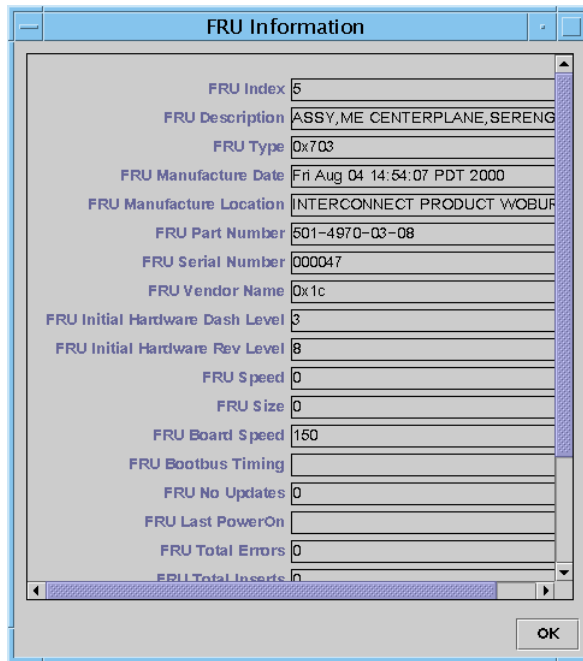 FRU Information
FRU Index 5
FRU Description ASSY,ME CENTERPLANE,SERENG
FRU Type 0x703
FRU Manufacture Date Fri Aug 04 14:54:07 PDT 2000
FRU Manufacture Location INTERCONNECT PRODUCT WOBUR
FRU Part Number 501-4970-03-08
FRU Serial Number 000047
FRU Vendor Name 0x1c
FRU Initial Hardware Dash Level 3
FRU Initial Hardware Rev Level 8
FRU Speed 0
FRU Size 0
FRU Board Speed 150
FRU Bootbus Timing
FRU No Updates 0
FRU Last PowerOn
FRU Total Errors 0
FRU Total Inserts 0
OK